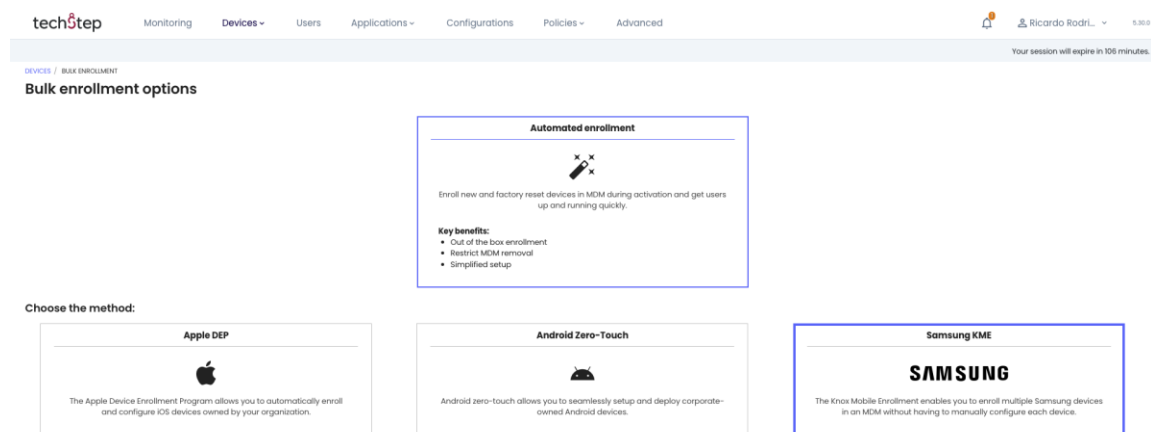 techstep Monitoring Devices Users Applications Configurations Policies Advanced Ricardo Rodri... 5.30.0
Your session will expire in 106 minutes.
DEVICES / BULK ENROLLMENT
Bulk enrollment options
Automated enrollment
Enroll new and factory reset devices in MDM during activation and get users
up and running quickly.
Key benefits:
• Out of the box enrollment
• Restrict MDM removal
• Simplified setup
Choose the method:
Apple DEP
The Apple Device Enrollment Program allows you to automatically enroll
and configure iOS devices owned by your organization.
Android Zero-Touch
Android zero-touch allows you to seamlessly setup and deploy corporate-
owned Android devices.
Samsung KME
SAMSUNG
The Knox Mobile Enrollment enables you to enroll multiple Samsung devices
in an MDM without having to manually configure each device.